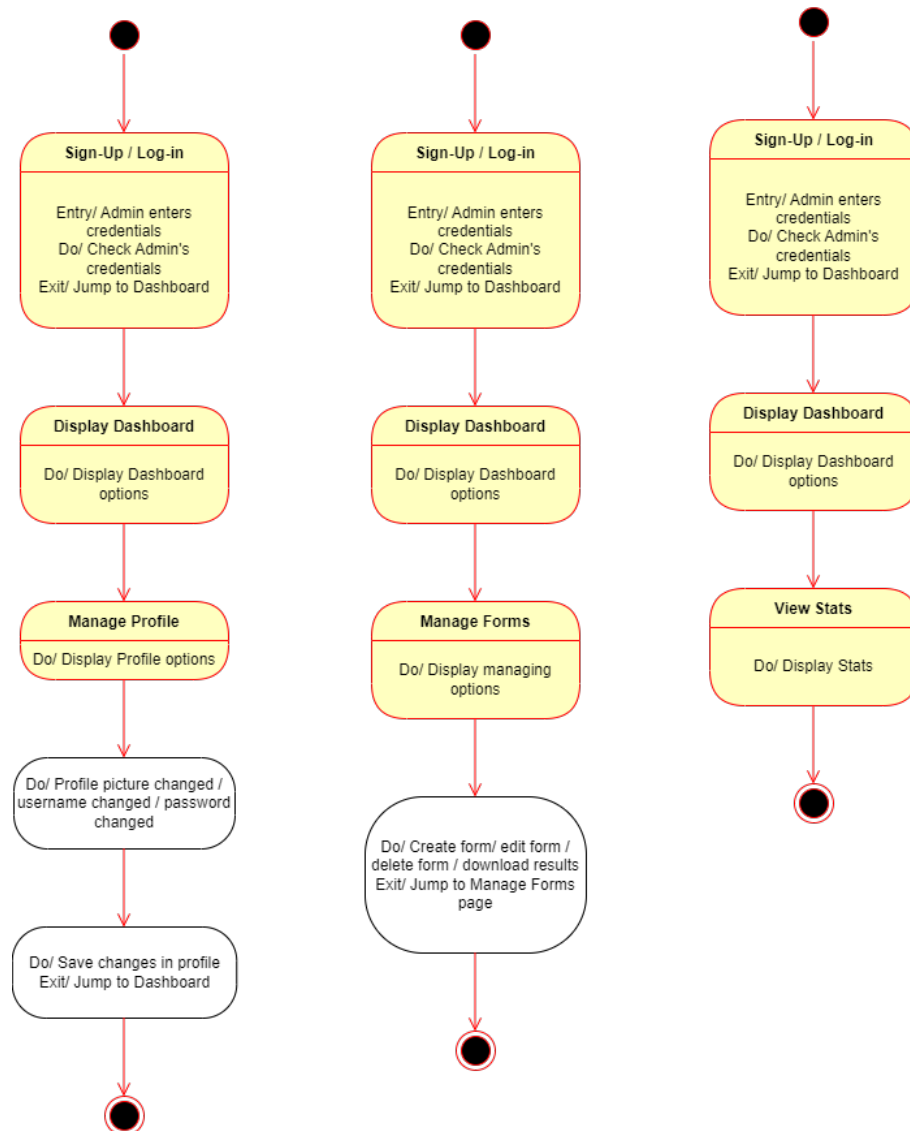 Sign-Up / Log-in
Entry/ Admin enters
credentials
Do/ Check Admin's
credentials
Exit/ Jump to Dashboard
Display Dashboard
Do/ Display Dashboard
options
Manage Profile
Do/ Display Profile options
Do/ Profile picture changed /
username changed / password
changed
Do/ Save changes in profile
Exit/ Jump to Dashboard
Sign-Up / Log-in
Entry/ Admin enters
credentials
Do/ Check Admin's
credentials
Exit/ Jump to Dashboard
Display Dashboard
Do/ Display Dashboard
options
Manage Forms
Do/ Display managing
options
Do/ Create form/ edit form /
delete form / download results
Exit/ Jump to Manage Forms
page
Sign-Up / Log-in
Entry/ Admin enters
credentials
Do/ Check Admin's
credentials
Exit/ Jump to Dashboard
Display Dashboard
Do/ Display Dashboard
options
View Stats
Do/ Display Stats